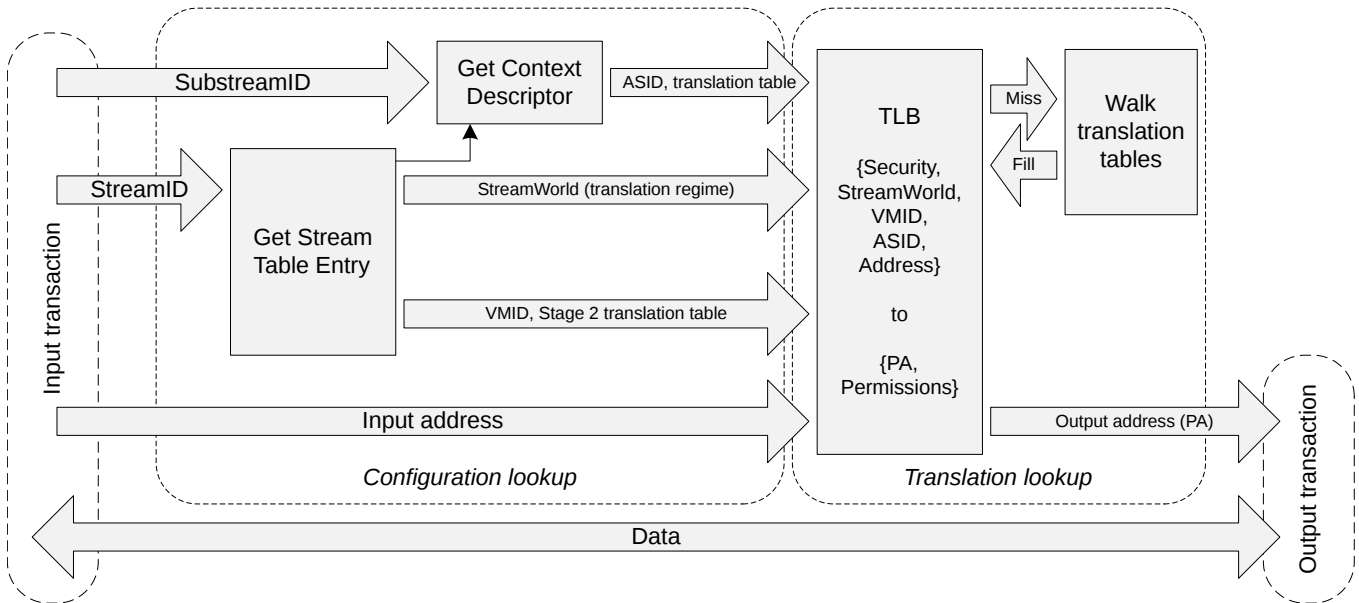 Input transaction
SubstreamID
StreamID
Get Context
Descriptor
Get Stream
Table Entry
ASID, translation table
StreamWorld (translation regime)
VMID, Stage 2 translation table
Input address
Configuration lookup
TLB
{Security,
StreamWorld,
VMID,
ASID,
Address}
to
{PA,
Permissions}
Miss
Fill
Walk
translation
tables
Translation lookup
Output address (PA)
Data
Output transaction